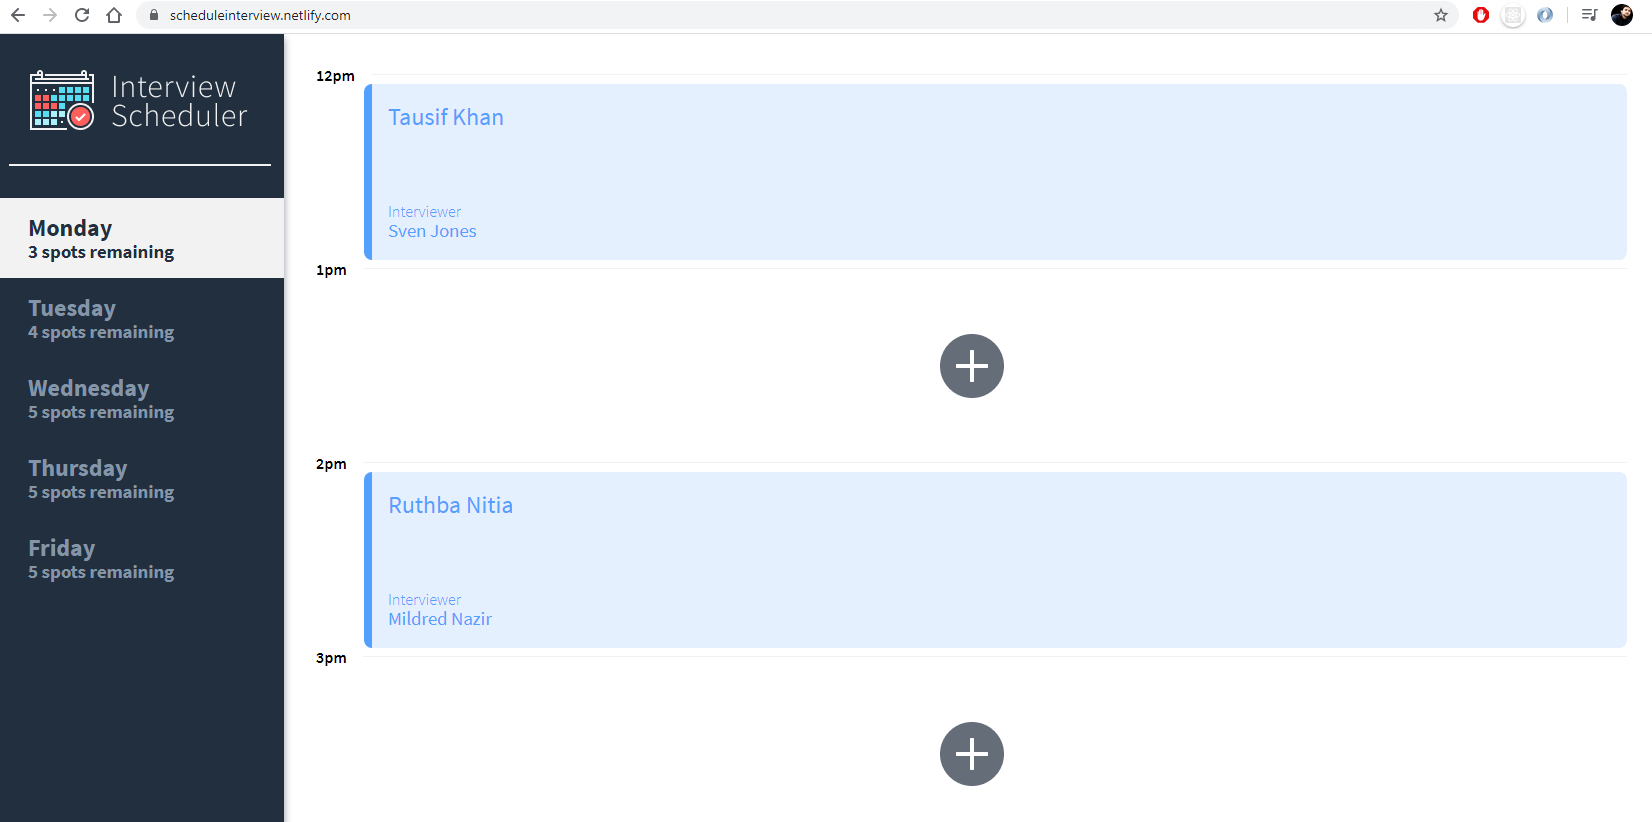 scheduleinterview.netlify.com
Interview
Scheduler
Monday
3 spots remaining
Tuesday
4 spots remaining
Wednesday
5 spots remaining
Thursday
5 spots remaining
Friday
5 spots remaining
12pm
Tausif Khan
Interviewer
Sven Jones
1pm
2pm
Ruthba Nitia
Interviewer
Mildred Nazir
3pm